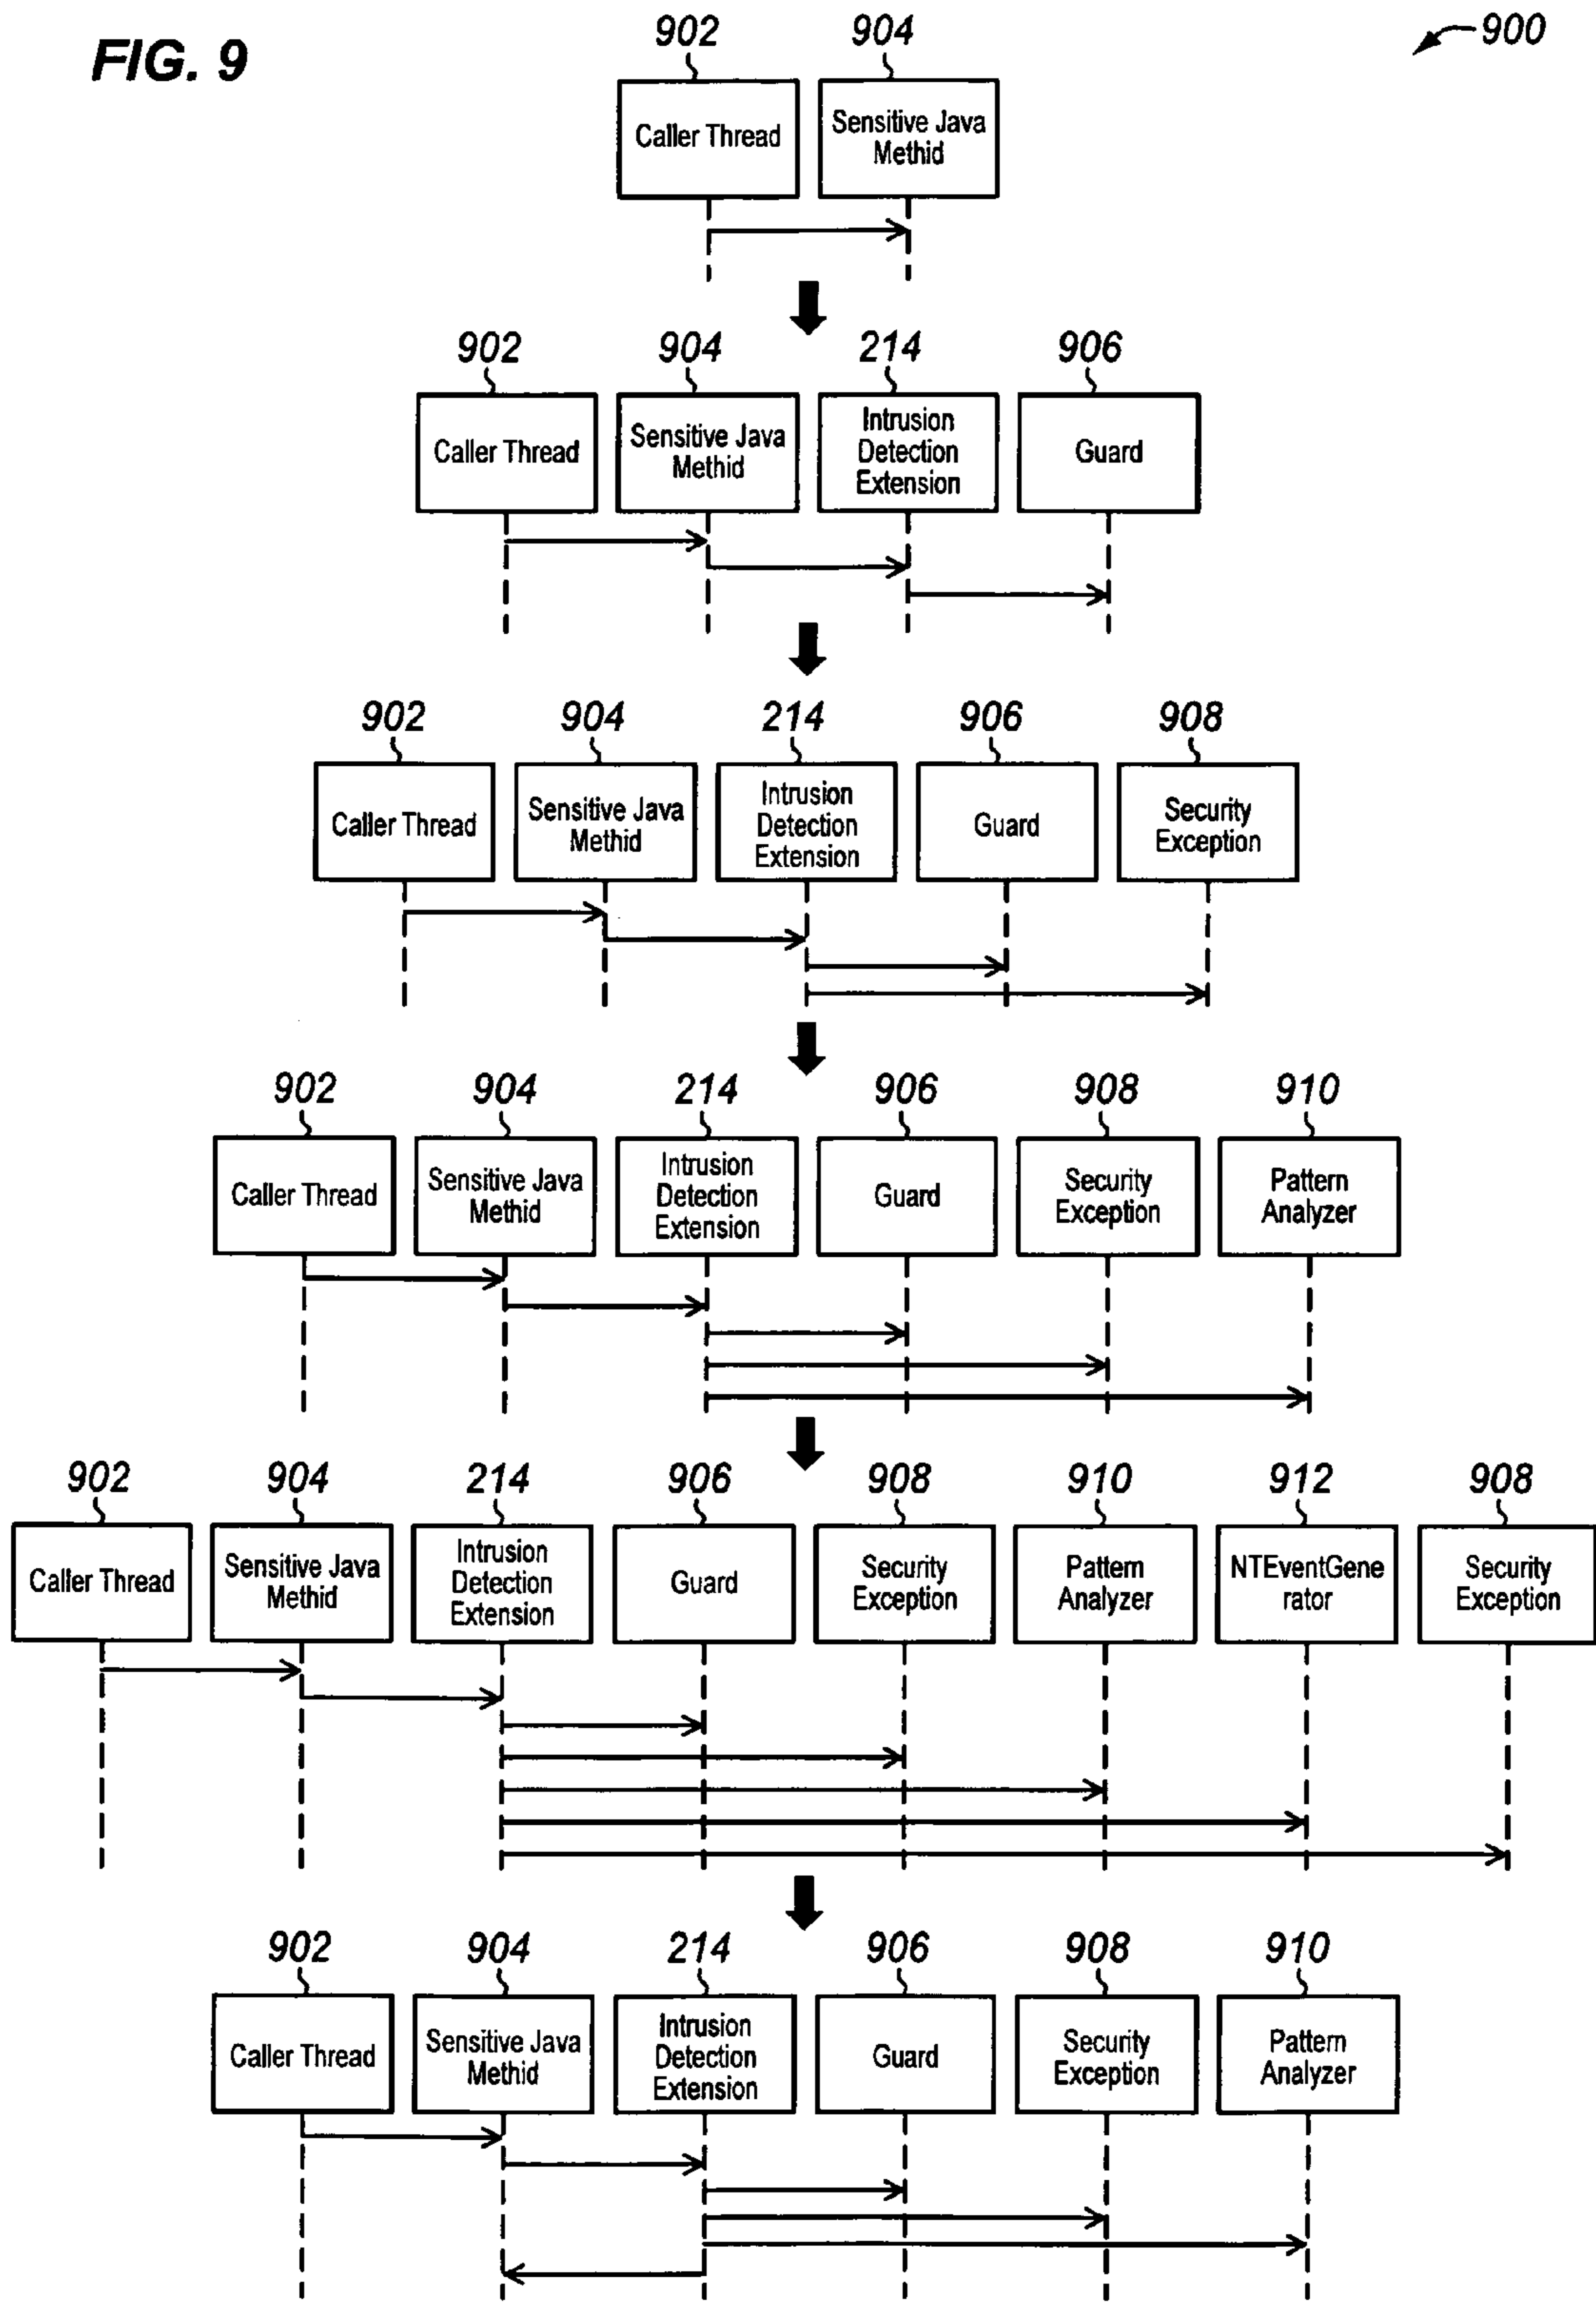 FIG. 9
900
902 904
Caller Thread
Sensitive Java
Methid
902 904 214 906
Caller Thread
Sensitive Java
Methid
Intrusion
Detection
Extension
Guard
902 904 214 906 908
Caller Thread
Sensitive Java
Methid
Intrusion
Detection
Extension
Guard
Security
Exception
902 904 214 906 908 910
Caller Thread
Sensitive Java
Methid
Intrusion
Detection
Extension
Guard
Security
Exception
Pattern
Analyzer
902 904 214 906 908 910 912 908
Caller Thread
Sensitive Java
Methid
Intrusion
Detection
Extension
Guard
Security
Exception
Pattern
Analyzer
NTEventGene
rator
Security
Exception
902 904 214 906 908 910
Caller Thread
Sensitive Java
Methid
Intrusion
Detection
Extension
Guard
Security
Exception
Pattern
Analyzer